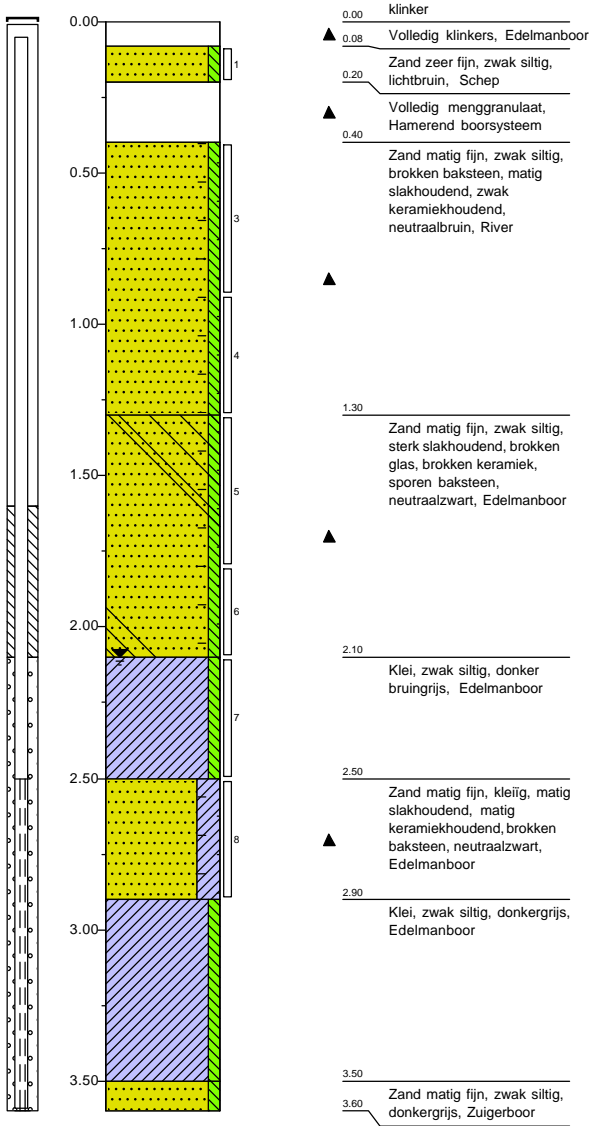 klinker
0.00
0.00
Volledig klinkers, Edelmanboor
0.08
1
Zand zeer fijn, zwak siltig,
lichtbruin, Schep
0.20
Volledig menggranulaat,
Hamerend boorsysteem
0.40
Zand matig fijn, zwak siltig,
brokken baksteen, matig
slakhoudend, zwak
keramiekhoudend,
neutraalbruin, River
0.50
3
1.00
4
1.30
Zand matig fijn, zwak siltig,
sterk slakhoudend, brokken
glas, brokken keramiek,
sporen baksteen,
neutraalzwart, Edelmanboor
1.50
5
6
2.00
2.10
Klei, zwak siltig, donker
bruingrijs, Edelmanboor
7
2.50
2.50
Zand matig fijn, kleiïg, matig
slakhoudend, matig
keramiekhoudend, brokken
baksteen, neutraalzwart,
Edelmanboor
8
2.90
Klei, zwak siltig, donkergrijs,
Edelmanboor
3.00
3.50
3.50
Zand matig fijn, zwak siltig,
donkergrijs, Zuigerboor
3.60